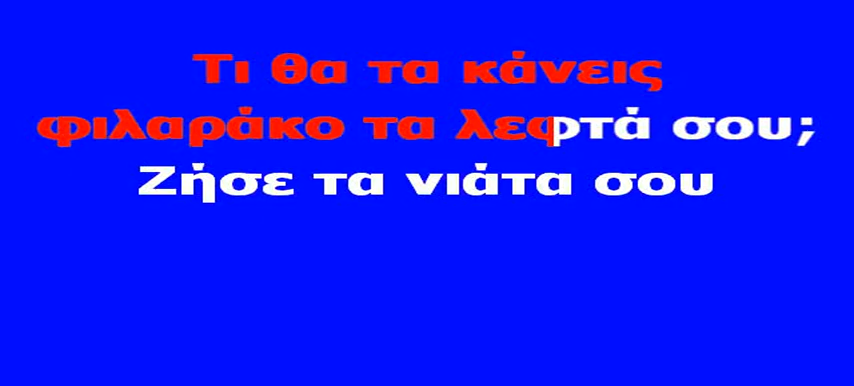 Τι θα τα κάνεις
φιλαράκο τα λεφτά σου;
Ζήσε τα νιάτα σου